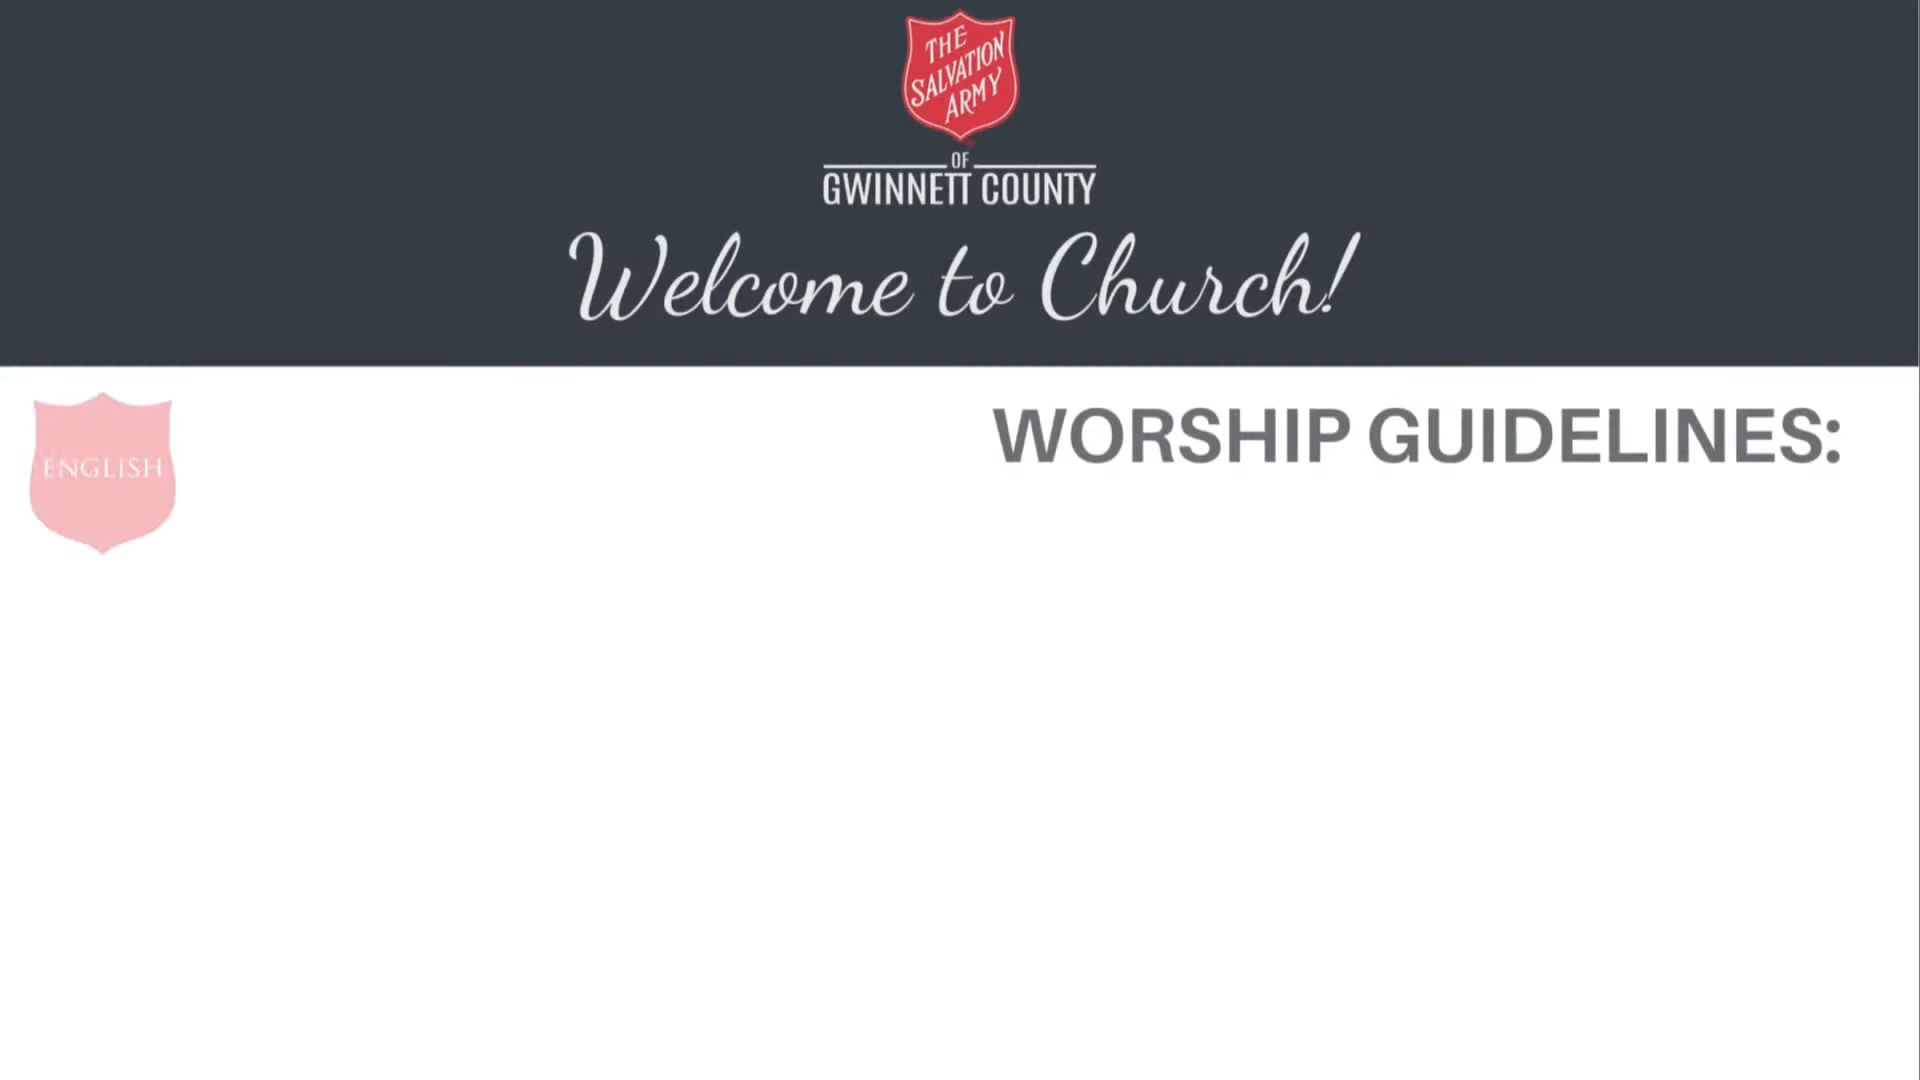 THE
SALVATION
ARMY
OF
GWINNETT COUNTY
Welcome to Church!
ENGLISH
WORSHIP GUIDELINES: